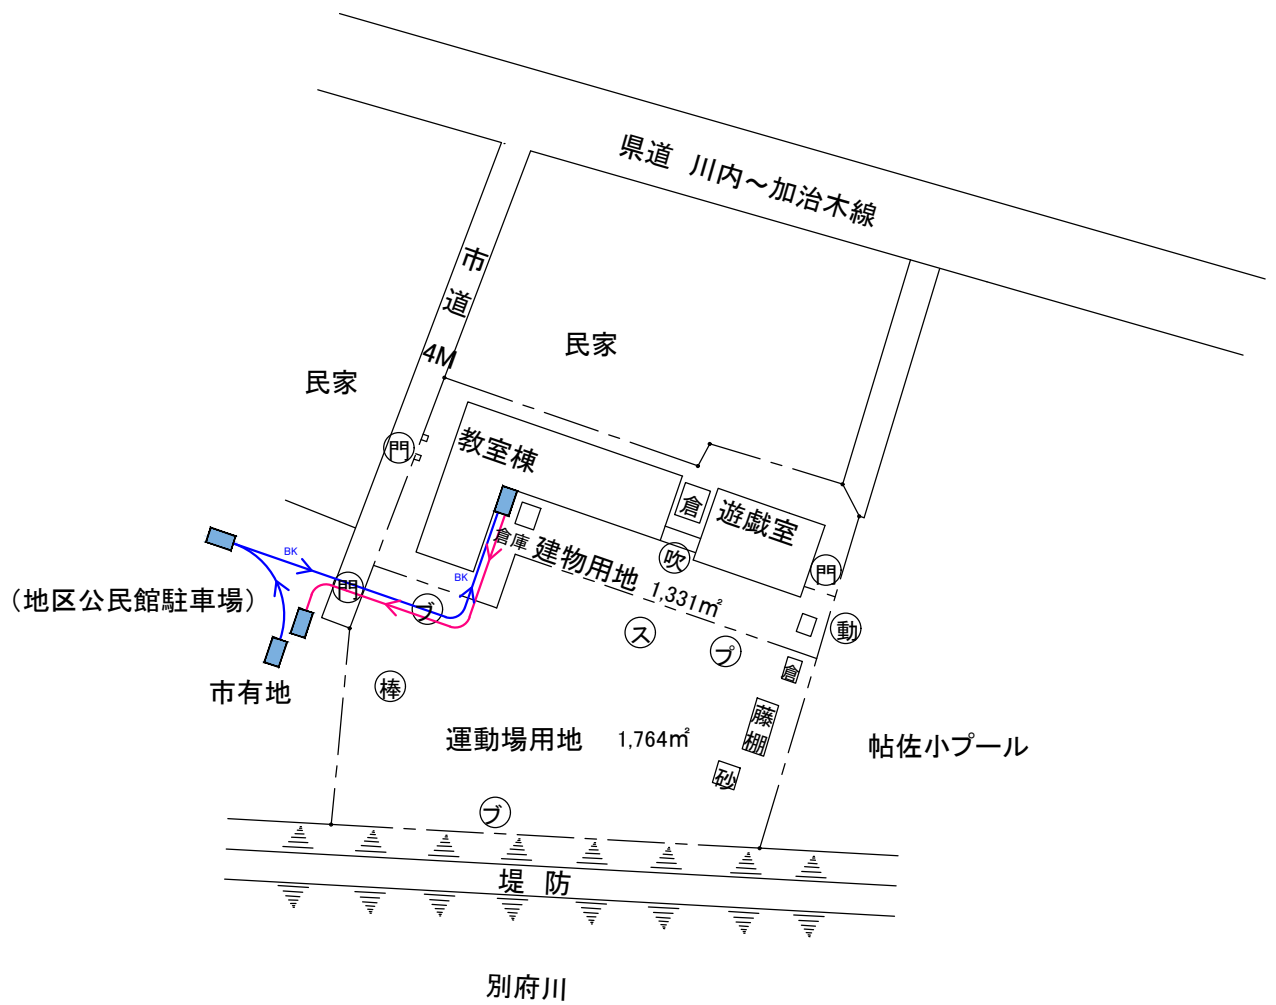 県道 川内～加治木線
市道
4M
民家
民家
門
教室棟
倉
遊戯室
BK
倉庫
建物用地 1,331㎡
吹
門
BK
門
（地区公民館駐車場）
ブ
ス
プ
動
倉
市有地
棒
藤棚
運動場用地 1,764㎡
帖佐小プール
砂
ブ
堤 防
別府川